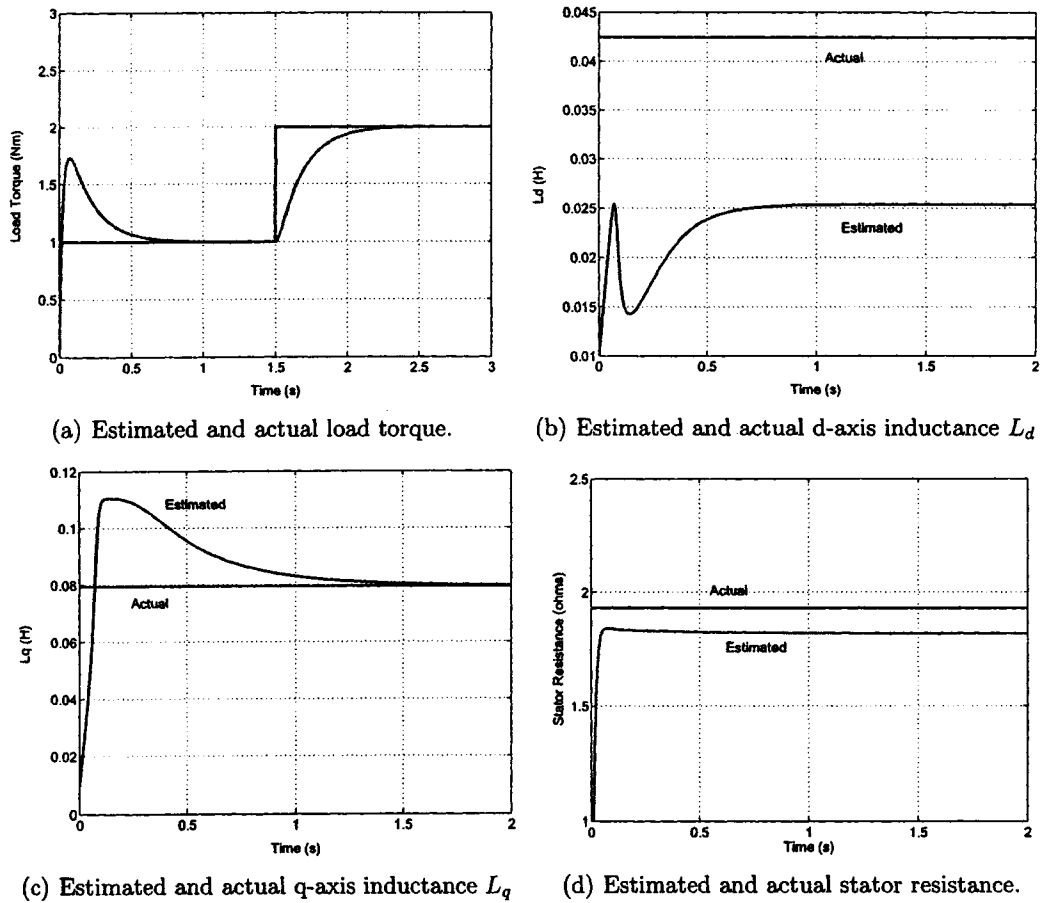 3
2.5
2
1.5
1
0.5
0
Load Torque (Nm)
0 0.5 1 1.5 2 2.5 3
Time (s)
(a) Estimated and actual load torque.
0.045
0.04
0.035
0.03
0.025
0.02
0.015
0.01
Ld (H)
Actual
Estimated
0 0.5 1 1.5 2
Time (s)
(b) Estimated and actual d-axis inductance L_d
0.12
0.1
0.08
0.06
0.04
0.02
0
Lq (H)
Estimated
Actual
0 0.5 1 1.5 2
Time (s)
(c) Estimated and actual q-axis inductance L_q
2.5
2
1.5
1
Stator Resistance (ohms)
Actual
Estimated
0 0.5 1 1.5 2
Time (s)
(d) Estimated and actual stator resistance.